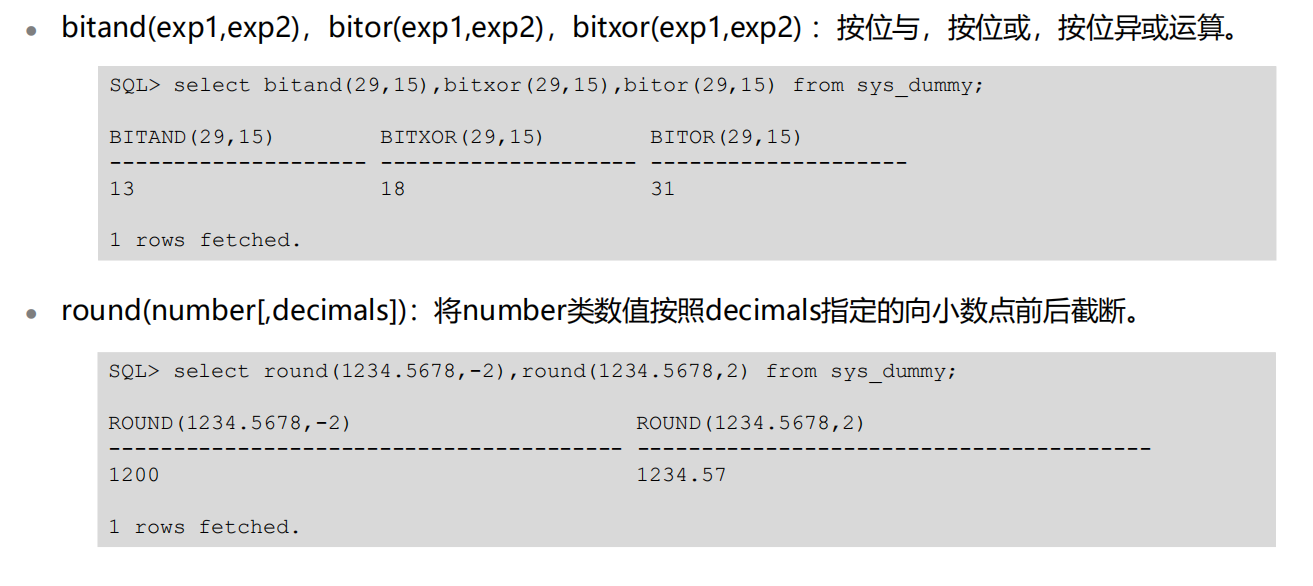 • bitand(exp1,exp2)，bitor(exp1,exp2)，bitxor(exp1,exp2) ：按位与，按位或，按位异或运算。
SQL> select bitand(29,15),bitxor(29,15),bitor(29,15) from sys_dummy;
BITAND(29,15)        BITXOR(29,15)        BITOR(29,15)
-------------------- -------------------- --------------------
13                   18                   31
1 rows fetched.
• round(number[,decimals])：将number类数值按照decimals指定的向小数点前后截断。
SQL> select round(1234.5678,-2),round(1234.5678,2) from sys_dummy;
ROUND(1234.5678,-2)                      ROUND(1234.5678,2)
---------------------------------------- ----------------------------------------
1200                                     1234.57
1 rows fetched.